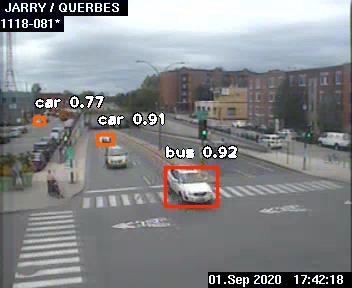 JARRY / QUERBES
1118-081*
car 0.77
car 0.91
bus 0.92
01.Sep 2020 17:42:18